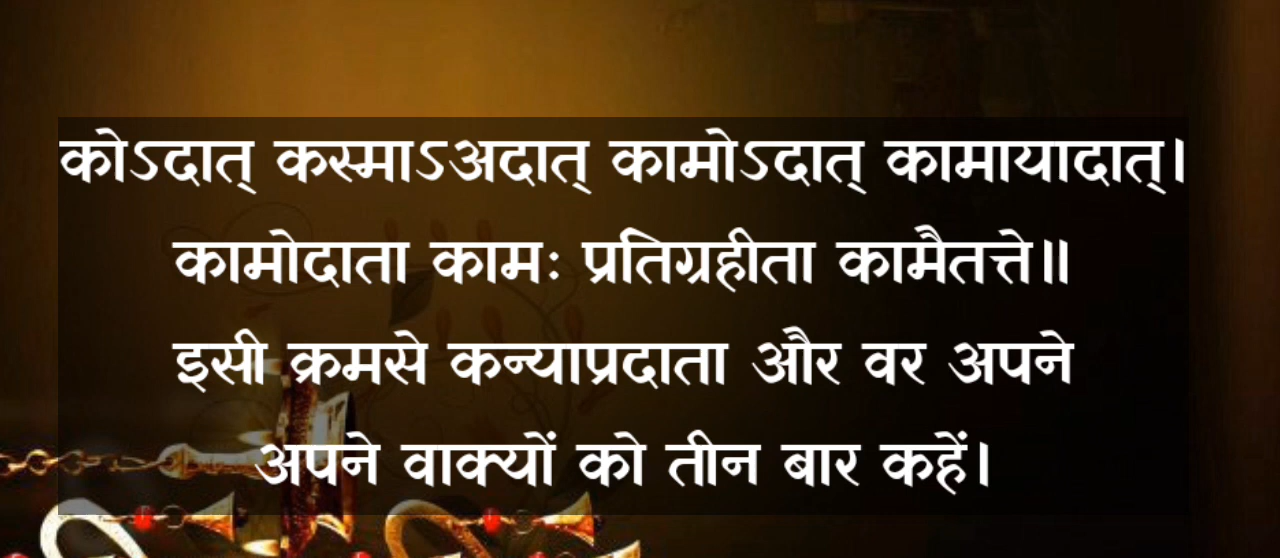 कोऽदात् कस्माऽअदात् कामोऽदात् कामायादात्।
कामोदाता कामः प्रतिग्रहीता कामैतत्ते॥
इसी क्रमसे कन्याप्रदाता और वर अपने
अपने वाक्यों को तीन बार कहें।